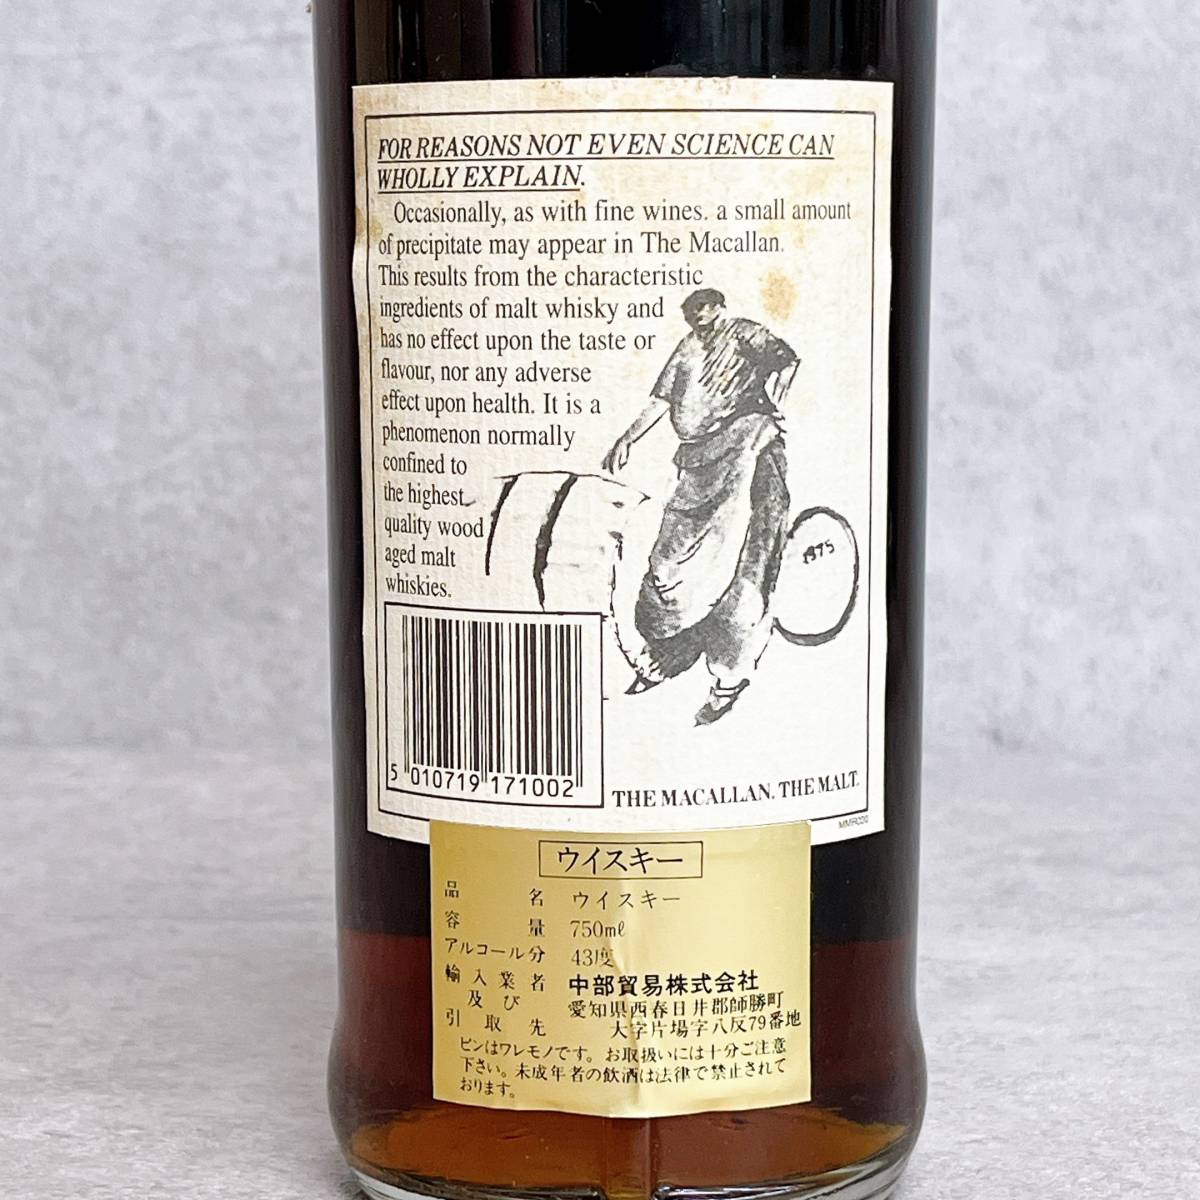 FOR REASONS NOT EVEN SCIENCE CAN
WHOLLY EXPLAIN.
Occasionally, as with fine wines. a small amount
of precipitate may appear in The Macallan.
This results from the characteristic
ingredients of malt whisky and
has no effect upon the taste or
flavour, nor any adverse
effect upon health. It is a
phenomenon normally
confined to
the highest
quality wood
aged malt
whiskies.
1975
5 010719 171002
THE MACALLAN. THE MALT.
MMR020
ウイスキー
品名 ウイスキー
容量 750mℓ
アルコール分 43度
輸入業者 中部貿易株式会社
及び 愛知県西春日井郡師勝町
引取先 大字片場字八反79番地
ビンはワレモノです。お取扱いには十分ご注意
下さい。未成年者の飲酒は法律で禁止されて
おります。